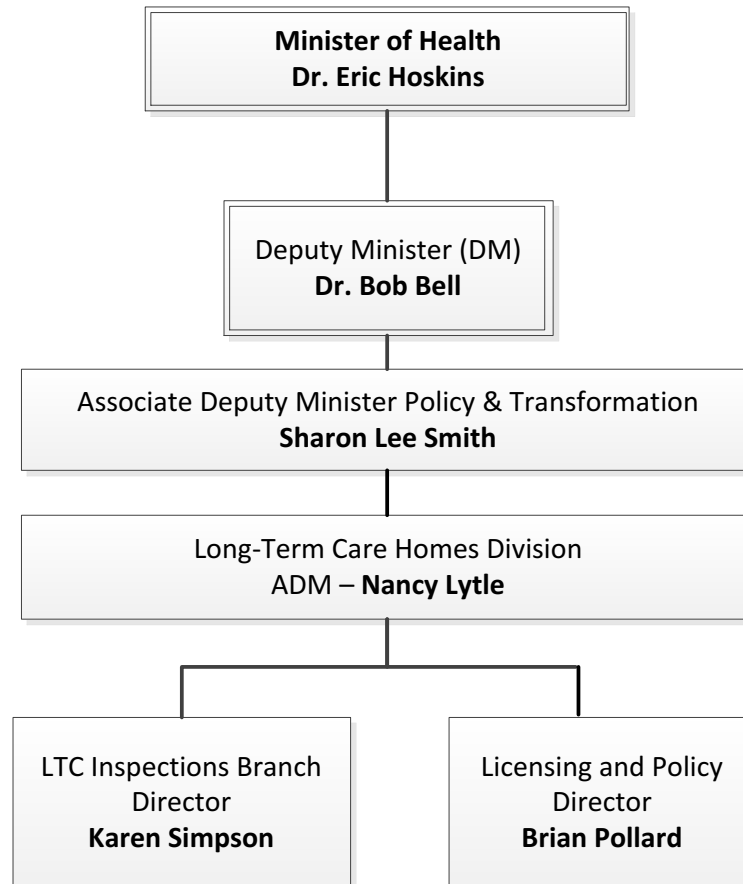 Minister of Health
Dr. Eric Hoskins
Deputy Minister (DM)
Dr. Bob Bell
Associate Deputy Minister Policy & Transformation
Sharon Lee Smith
Long-Term Care Homes Division
ADM – Nancy Lytle
LTC Inspections Branch
Director
Karen Simpson
Licensing and Policy
Director
Brian Pollard